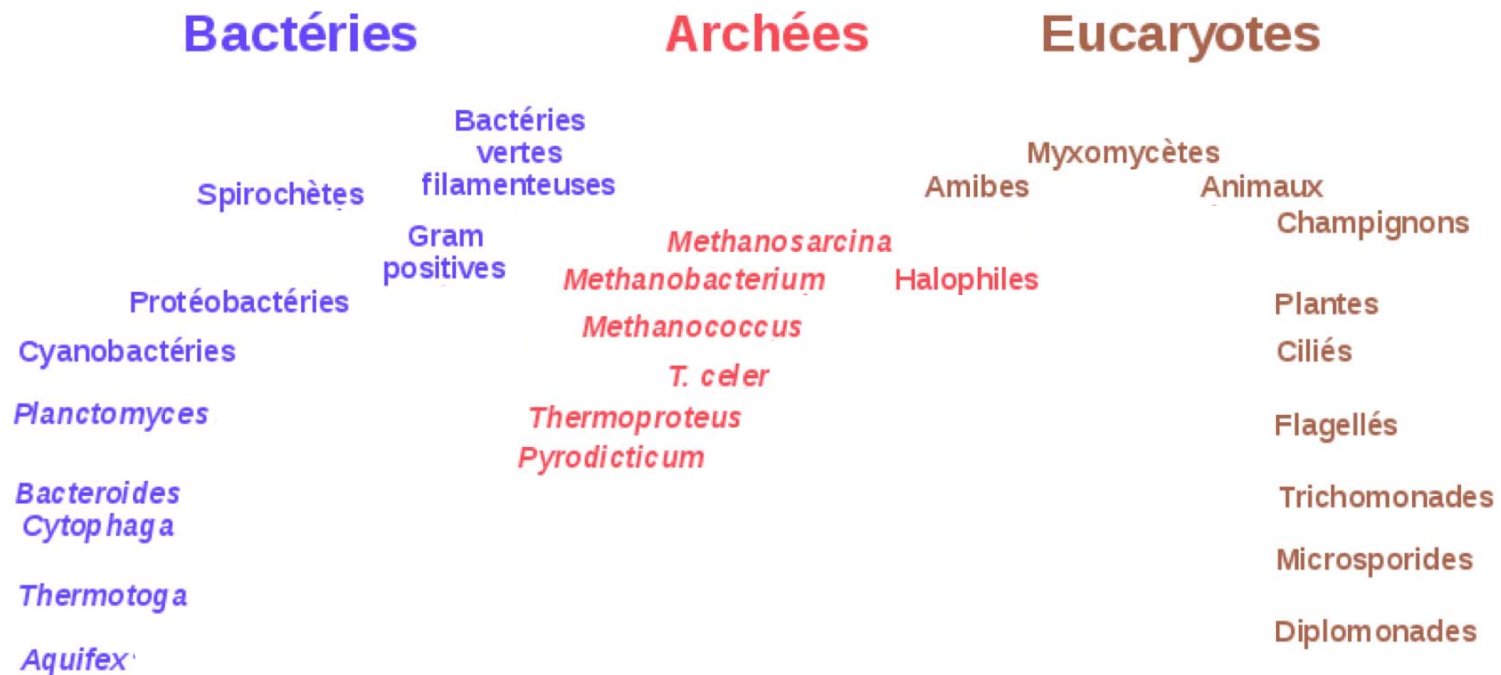 Bactéries
Archées
Eucaryotes
Bactéries
vertes
filamenteuses
Spirochètes
Gram
positives
Protéobactéries
Cyanobactéries
Planctomyces
Bacteroides
Cytophaga
Thermotoga
Aquifex
Methanosarcina
Methanobacterium
Halophiles
Methanococcus
T. celer
Thermoproteus
Pyrodicticum
Myxomycètes
Amibes
Animaux
Champignons
Plantes
Ciliés
Flagellés
Trichomonades
Microsporides
Diplomonades